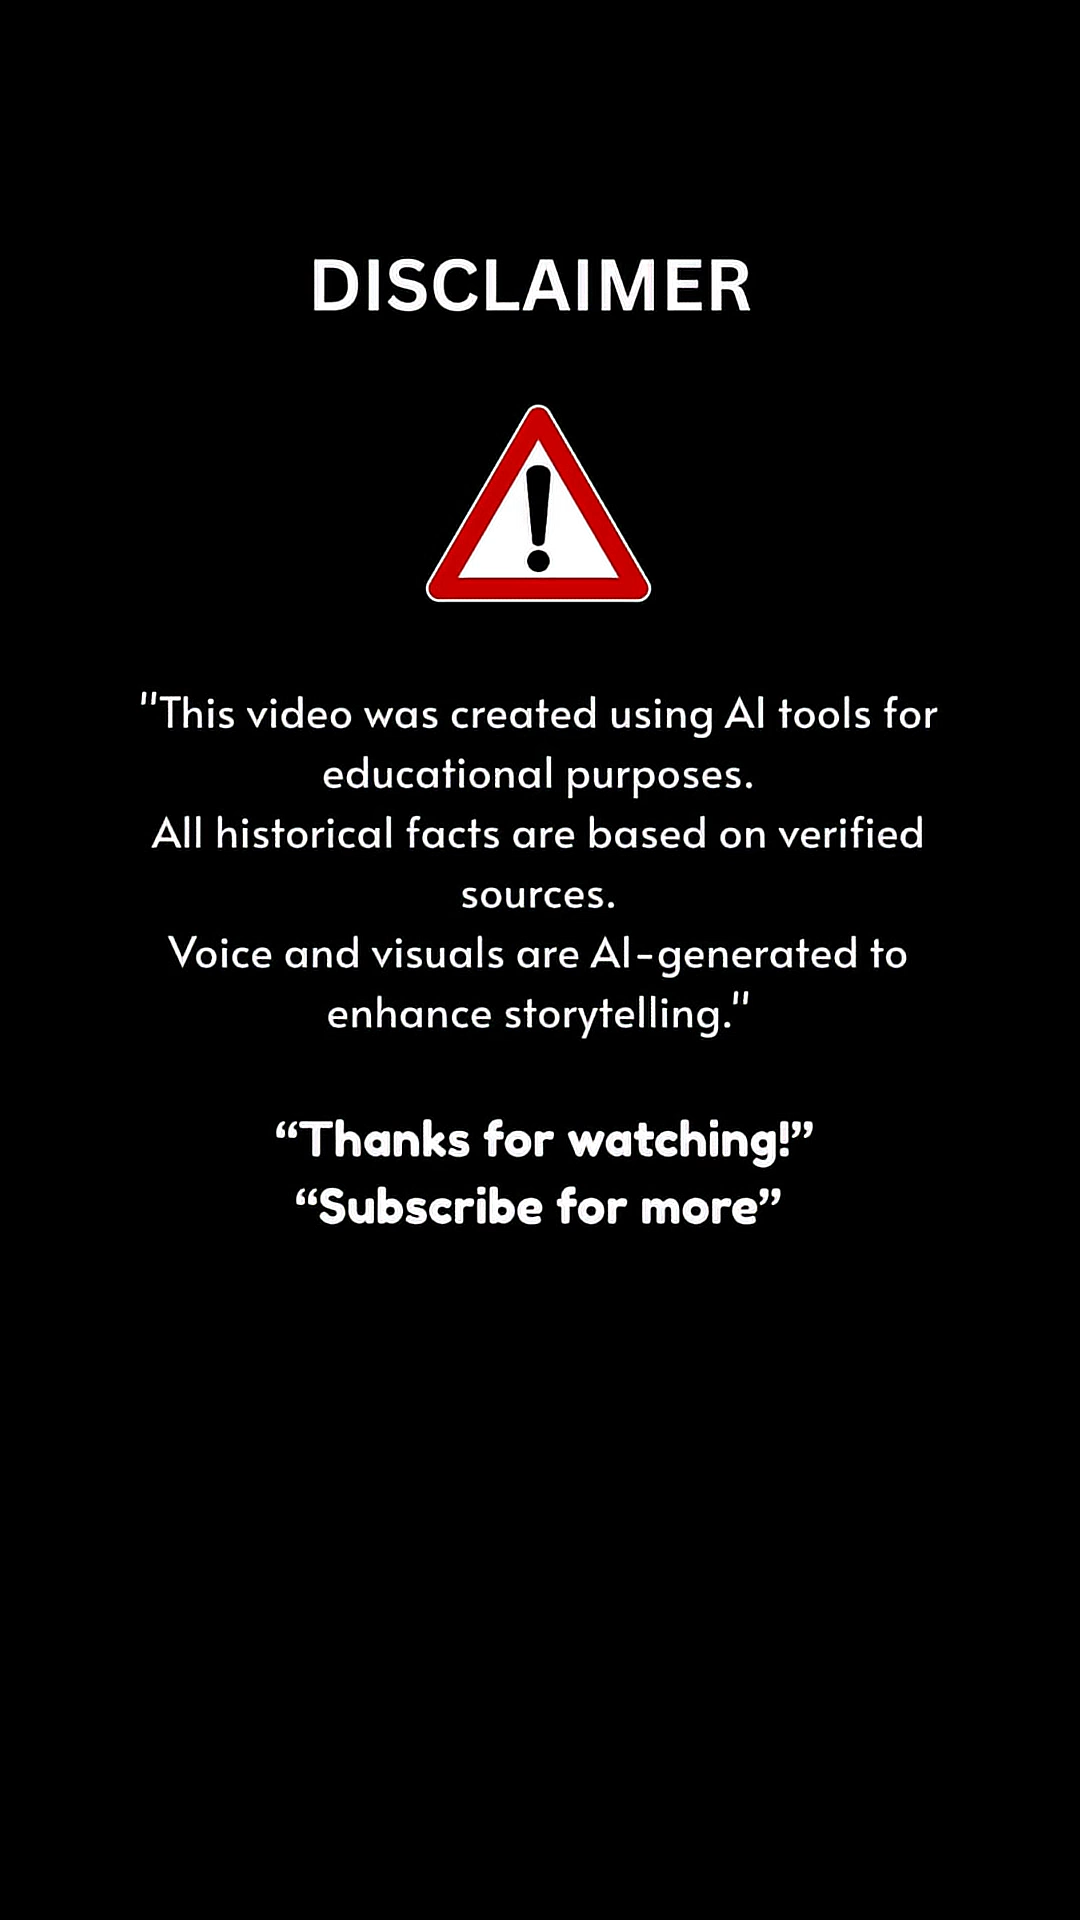 DISCLAIMER
"This video was created using AI tools for
educational purposes.
All historical facts are based on verified
sources.
Voice and visuals are AI-generated to
enhance storytelling."
“Thanks for watching!”
“Subscribe for more”